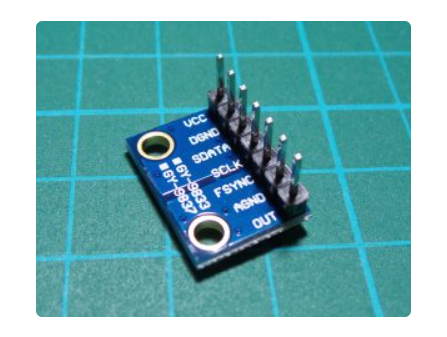 VCC
DGND
SDATA
SCLK
FSYNC
AGND
OUT
GY-9833
GY-9837